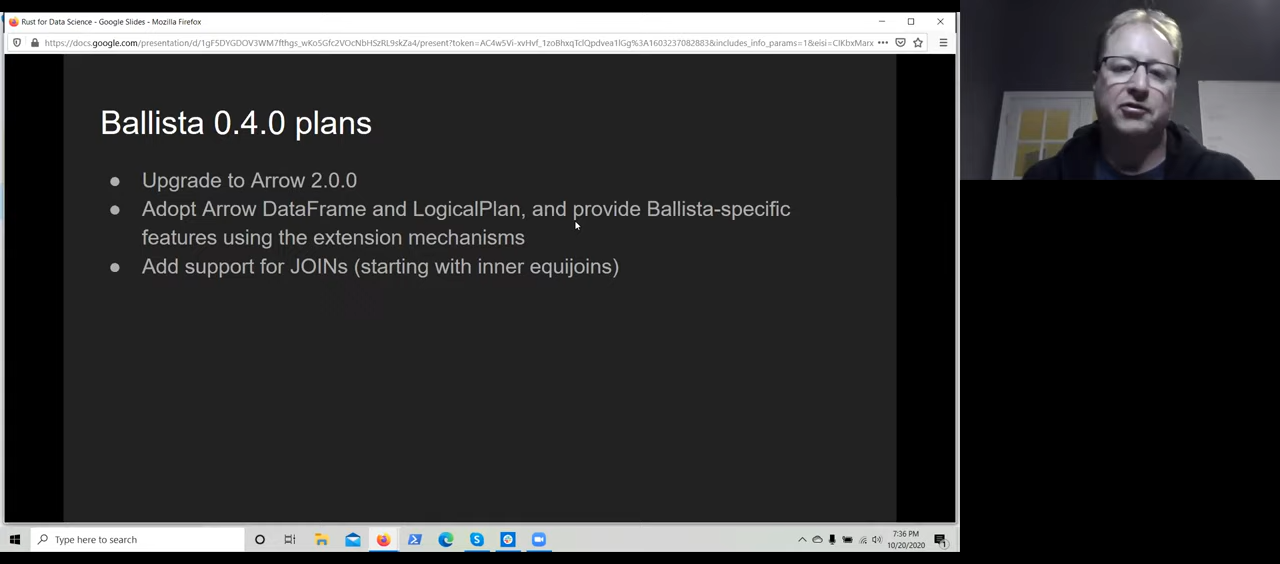 Rust for Data Science - Google Slides - Mozilla Firefox
Ballista 0.4.0 plans
● Upgrade to Arrow 2.0.0
● Adopt Arrow DataFrame and LogicalPlan, and provide Ballista-specific
features using the extension mechanisms
● Add support for JOINs (starting with inner equijoins)
Type here to search
7:36 PM
10/20/2020